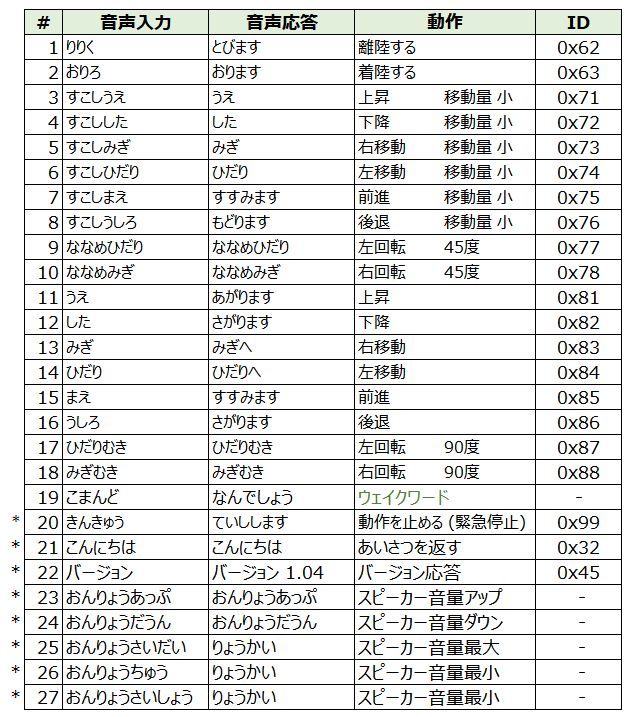 # 音声入力 音声応答 動作 ID
1 りりく とびます 離陸する 0x62
2 おりろ おります 着陸する 0x63
3 すこしうえ うえ 上昇 移動量 小 0x71
4 すこしした した 下降 移動量 小 0x72
5 すこしみぎ みぎ 右移動 移動量 小 0x73
6 すこしひだり ひだり 左移動 移動量 小 0x74
7 すこしまえ すすみます 前進 移動量 小 0x75
8 すこしうしろ もどります 後退 移動量 小 0x76
9 ななめひだり ななめひだり 左回転 45度 0x77
10 ななめみぎ ななめみぎ 右回転 45度 0x78
11 うえ あがります 上昇 0x81
12 した さがります 下降 0x82
13 みぎ みぎへ 右移動 0x83
14 ひだり ひだりへ 左移動 0x84
15 まえ すすみます 前進 0x85
16 うしろ さがります 後退 0x86
17 ひだりむき ひだりむき 左回転 90度 0x87
18 みぎむき みぎむき 右回転 90度 0x88
19 こまんど なんでしょう ウェイクワード -
* 20 きんきゅう ていしします 動作を止める (緊急停止) 0x99
* 21 こんにちは こんにちは あいさつを返す 0x32
* 22 バージョン バージョン 1.04 バージョン応答 0x45
* 23 おんりょうあっぷ おんりょうあっぷ スピーカー音量アップ -
* 24 おんりょうだうん おんりょうだうん スピーカー音量ダウン -
* 25 おんりょうさいだい りょうかい スピーカー音量最大 -
* 26 おんりょうちゅう りょうかい スピーカー音量最小 -
* 27 おんりょうさいしょう りょうかい スピーカー音量最小 -